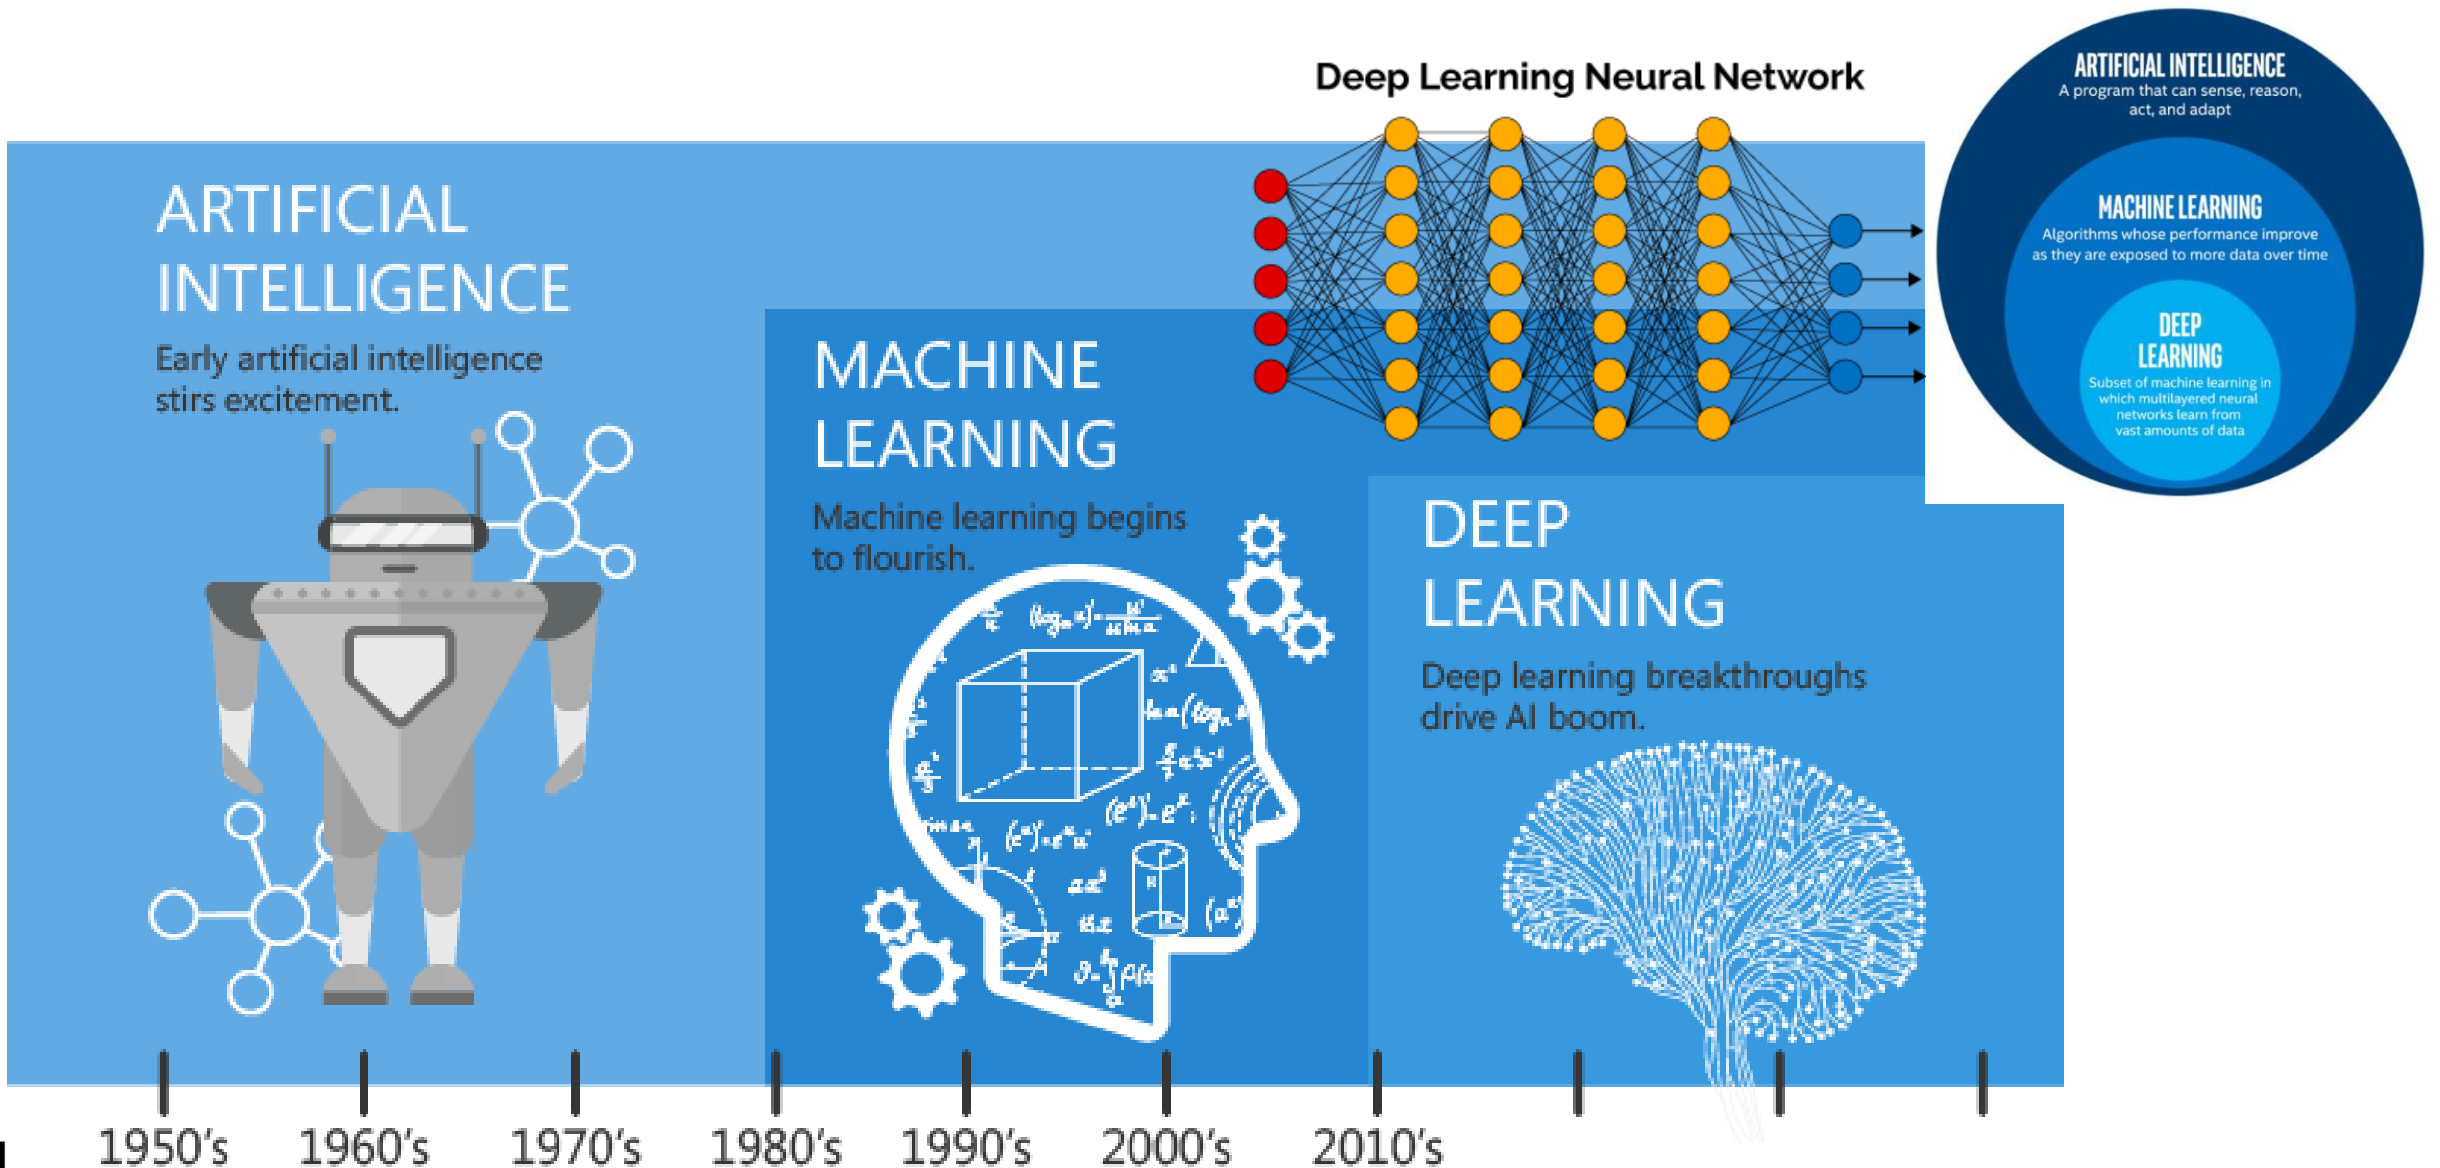 Deep Learning Neural Network
ARTIFICIAL INTELLIGENCE
A program that can sense, reason,
act, and adapt
MACHINE LEARNING
Algorithms whose performance improve
as they are exposed to more data over time
DEEP
LEARNING
Subset of machine learning in
which multilayered neural
networks learn from
vast amounts of data
ARTIFICIAL
INTELLIGENCE
Early artificial intelligence
stirs excitement.
MACHINE
LEARNING
Machine learning begins
to flourish.
DEEP
LEARNING
Deep learning breakthroughs
drive AI boom.
1950's 1960's 1970's 1980's 1990's 2000's 2010's